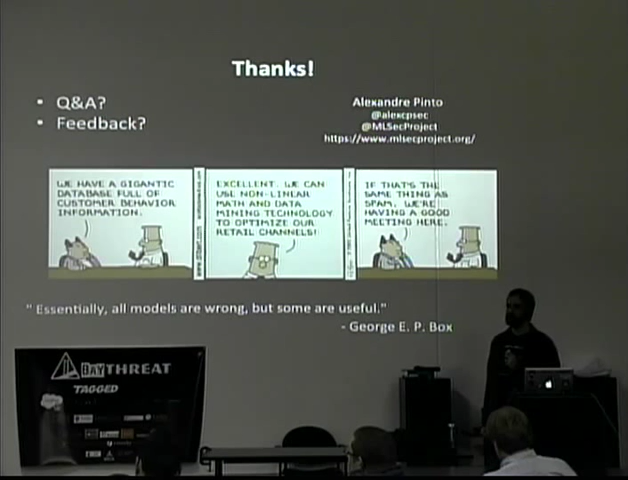 Thanks!
• Q&A?
• Feedback?
Alexandre Pinto
@alexcpsec
@MLSecProject
https://www.mlsecproject.org/
WE HAVE A GIGANTIC
DATABASE FULL OF
CUSTOMER BEHAVIOR
INFORMATION.
EXCELLENT. WE CAN
USE NON-LINEAR
MATH AND DATA
MINING TECHNOLOGY
TO OPTIMIZE OUR
RETAIL CHANNELS!
IF THAT'S THE
SAME THING AS
SPAM, WE'RE
HAVING A GOOD
MEETING HERE.
" Essentially, all models are wrong, but some are useful."
- George E. P. Box
BAYTHREAT
TAGGED